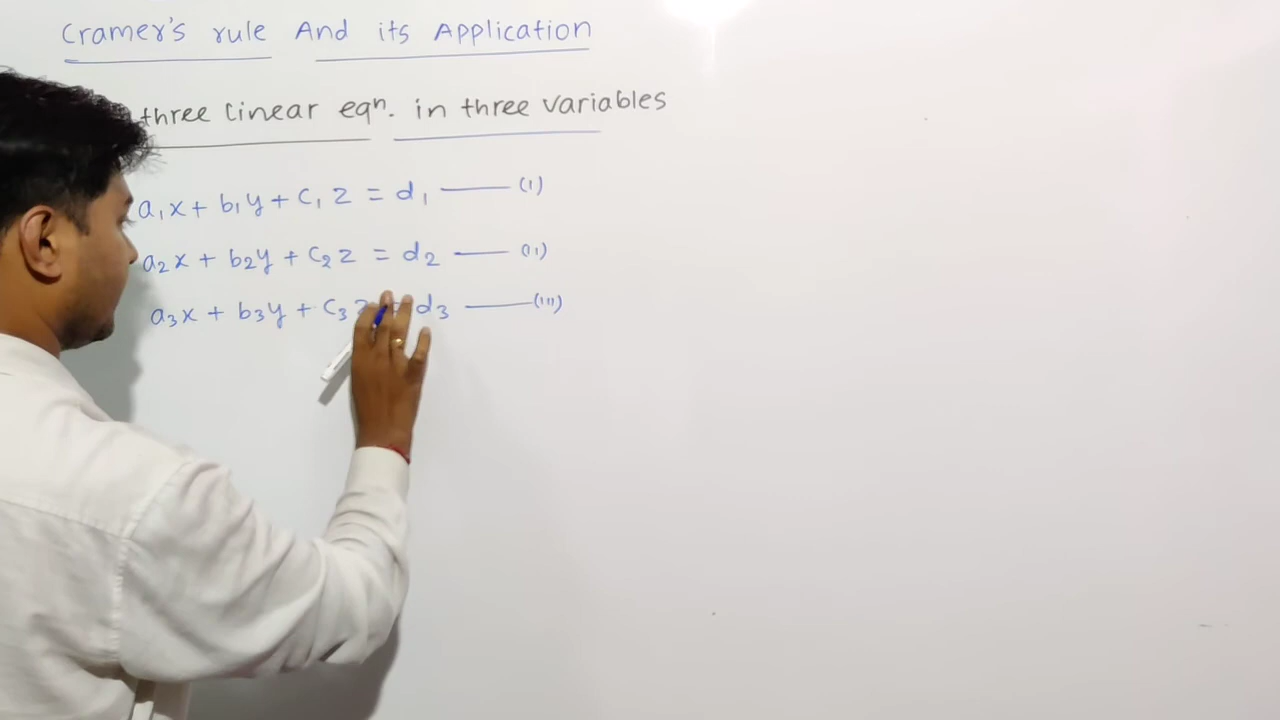 Cramer's rule And its Application
three linear eqn. in three variables
a₁x + b₁y + c₁z = d₁ —— (i)
a₂x + b₂y + c₂z = d₂ —— (ii)
a₃x + b₃y + c₃z = d₃ —— (iii)